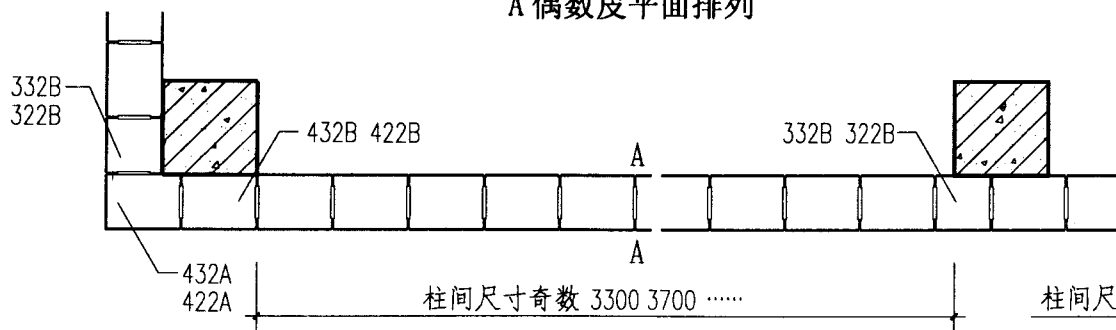 A 偶数皮平面排列
332B
322B
432B 422B
332B 322B
A
A
432A
422A
柱间尺寸奇数 3300 3700 ……
柱间尺